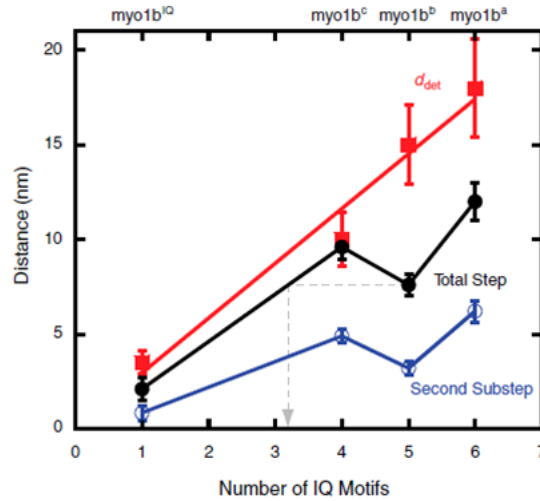 myo1b^IQ myo1b^c myo1b^b myo1b^a
20
d_det
15
Distance (nm)
10
Total Step
5
Second Substep
0
0 1 2 3 4 5 6 7
Number of IQ Motifs